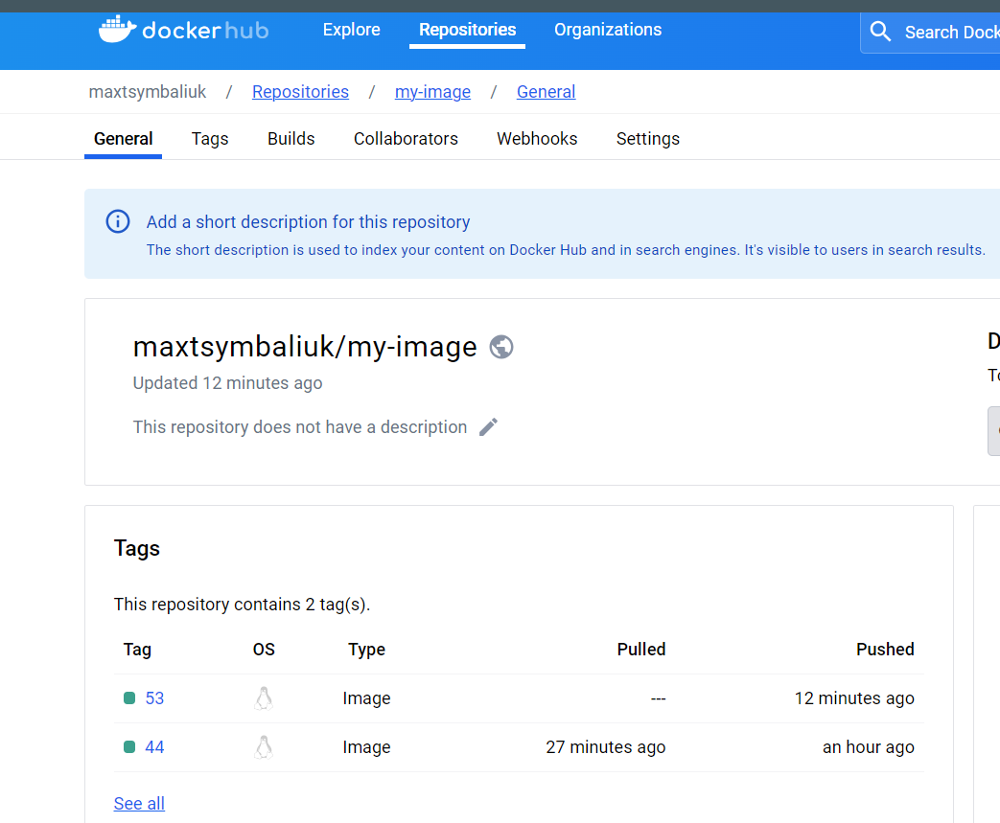 dockerhub Explore Repositories Organizations Search Dock
maxtsymbaliuk / Repositories / my-image / General
General Tags Builds Collaborators Webhooks Settings
Add a short description for this repository
The short description is used to index your content on Docker Hub and in search engines. It's visible to users in search results.
maxtsymbaliuk/my-image
Updated 12 minutes ago
This repository does not have a description
D
To
Tags
This repository contains 2 tag(s).
Tag OS Type Pulled Pushed
53 Image --- 12 minutes ago
44 Image 27 minutes ago an hour ago
See all